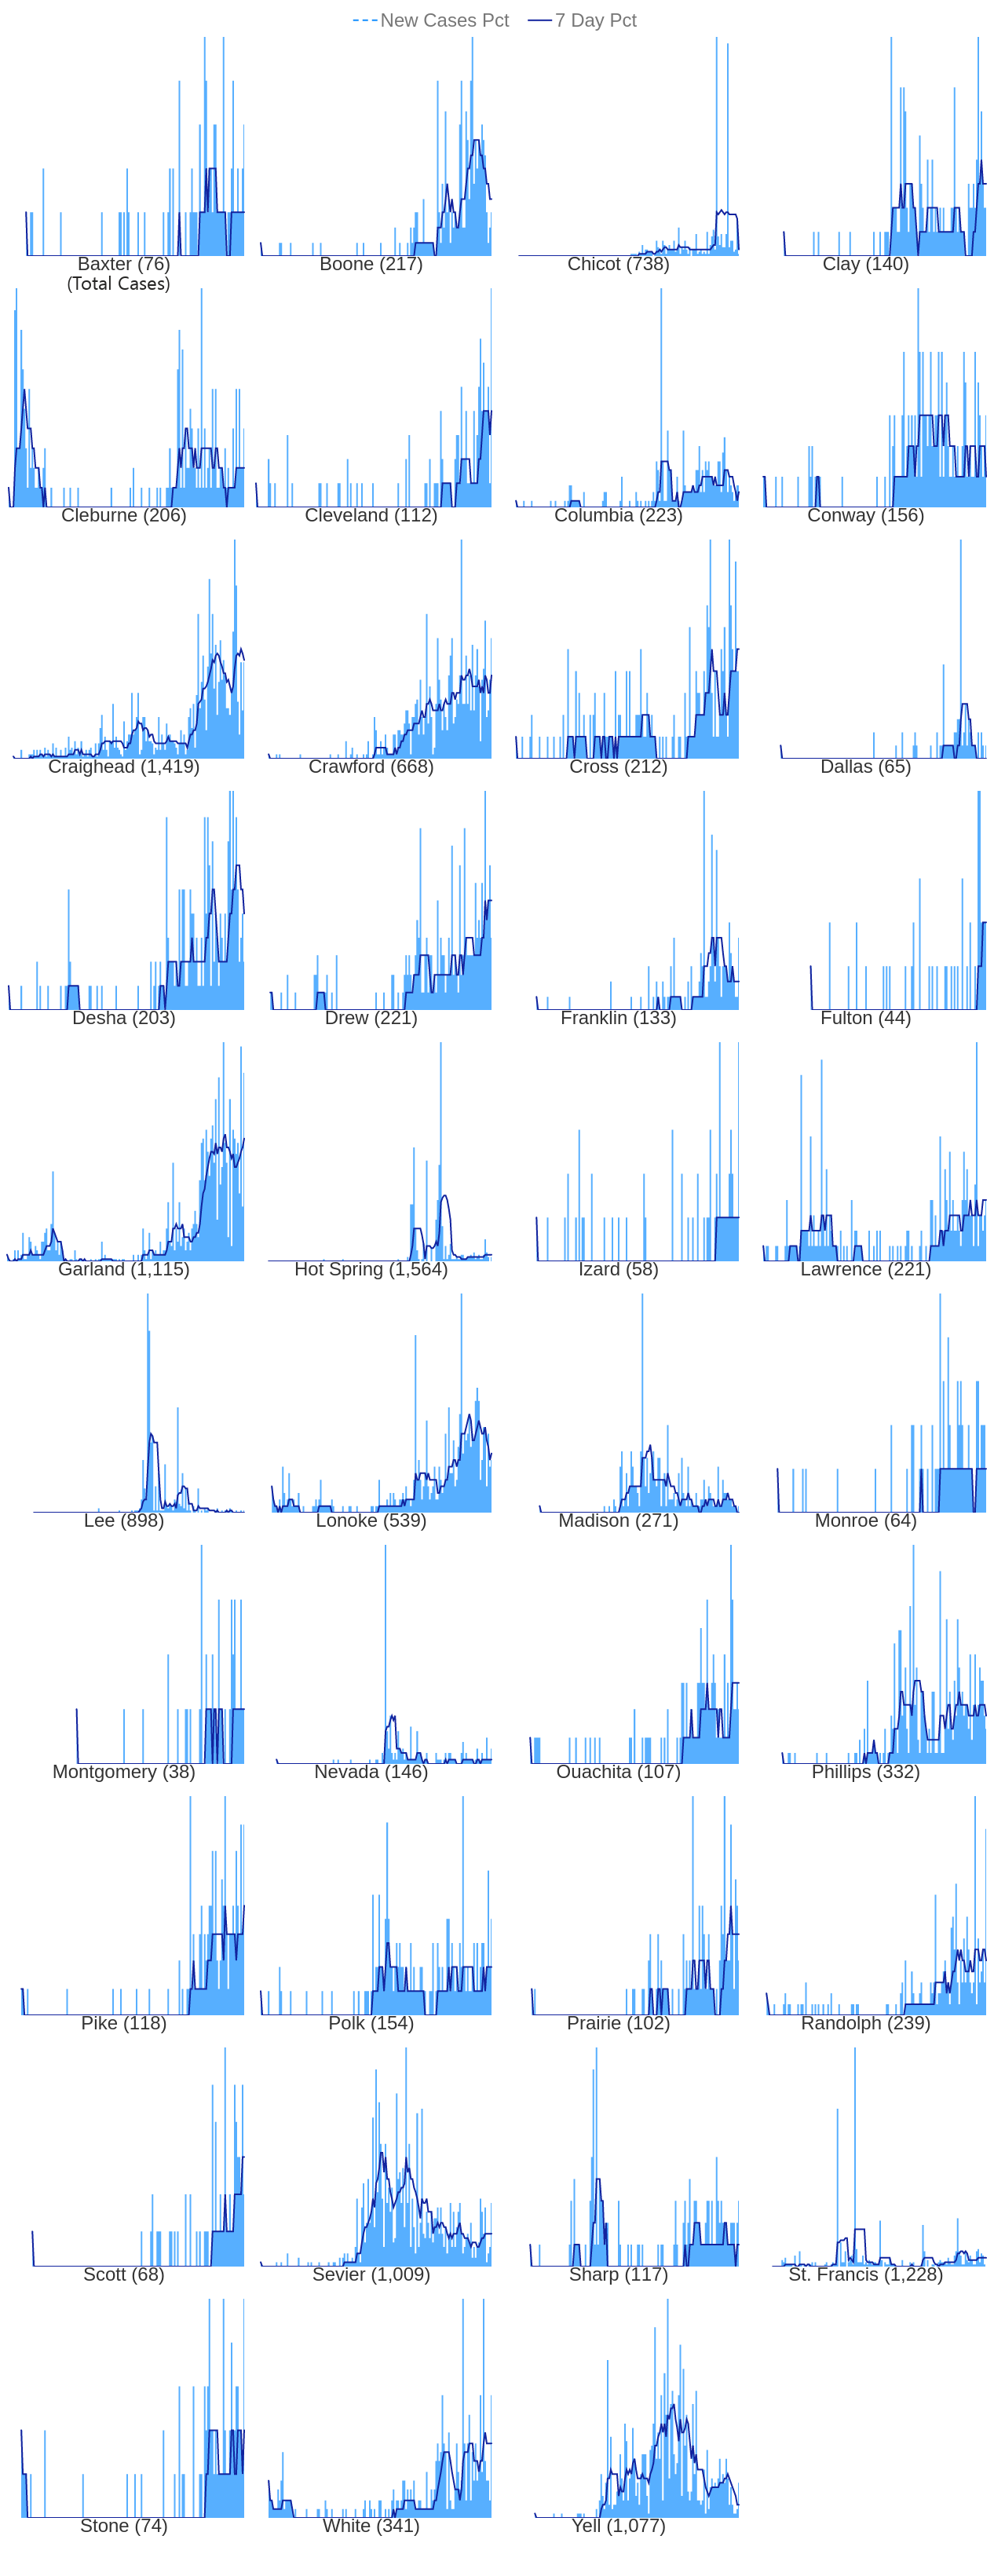 New Cases Pct 7 Day Pct
Baxter (76) Boone (217) Chicot (738) Clay (140)
(Total Cases)
Cleburne (206) Cleveland (112) Columbia (223) Conway (156)
Craighead (1,419) Crawford (668) Cross (212) Dallas (65)
Desha (203) Drew (221) Franklin (133) Fulton (44)
Garland (1,115) Hot Spring (1,564) Izard (58) Lawrence (221)
Lee (898) Lonoke (539) Madison (271) Monroe (64)
Montgomery (38) Nevada (146) Ouachita (107) Phillips (332)
Pike (118) Polk (154) Prairie (102) Randolph (239)
Scott (68) Sevier (1,009) Sharp (117) St. Francis (1,228)
Stone (74) White (341) Yell (1,077)